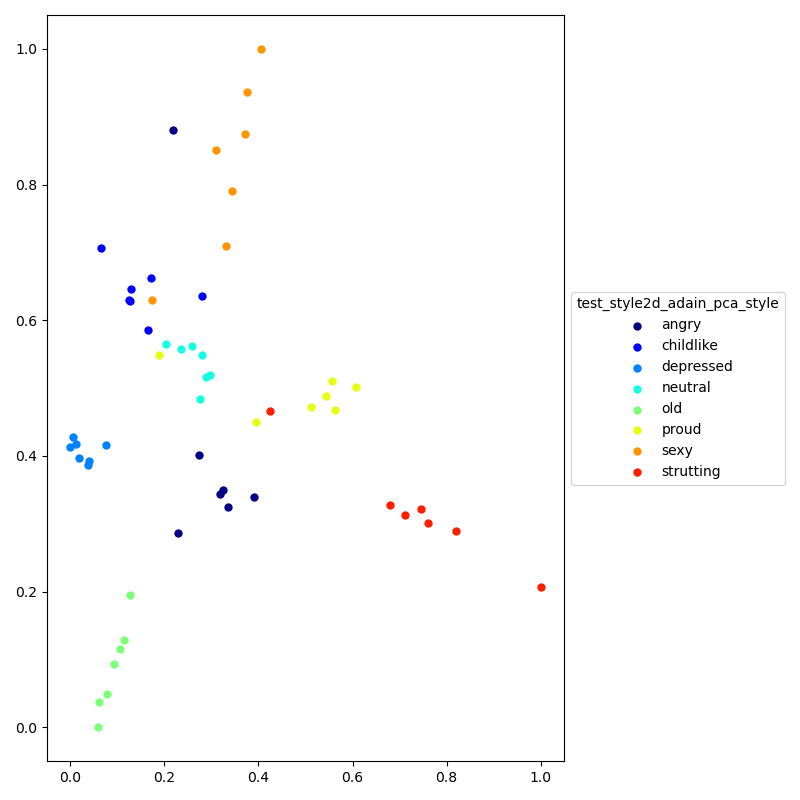 1.0
0.8
0.6
0.4
0.2
0.0
0.0 0.2 0.4 0.6 0.8 1.0
test_style2d_adain_pca_style
angry
childlike
depressed
neutral
old
proud
sexy
strutting